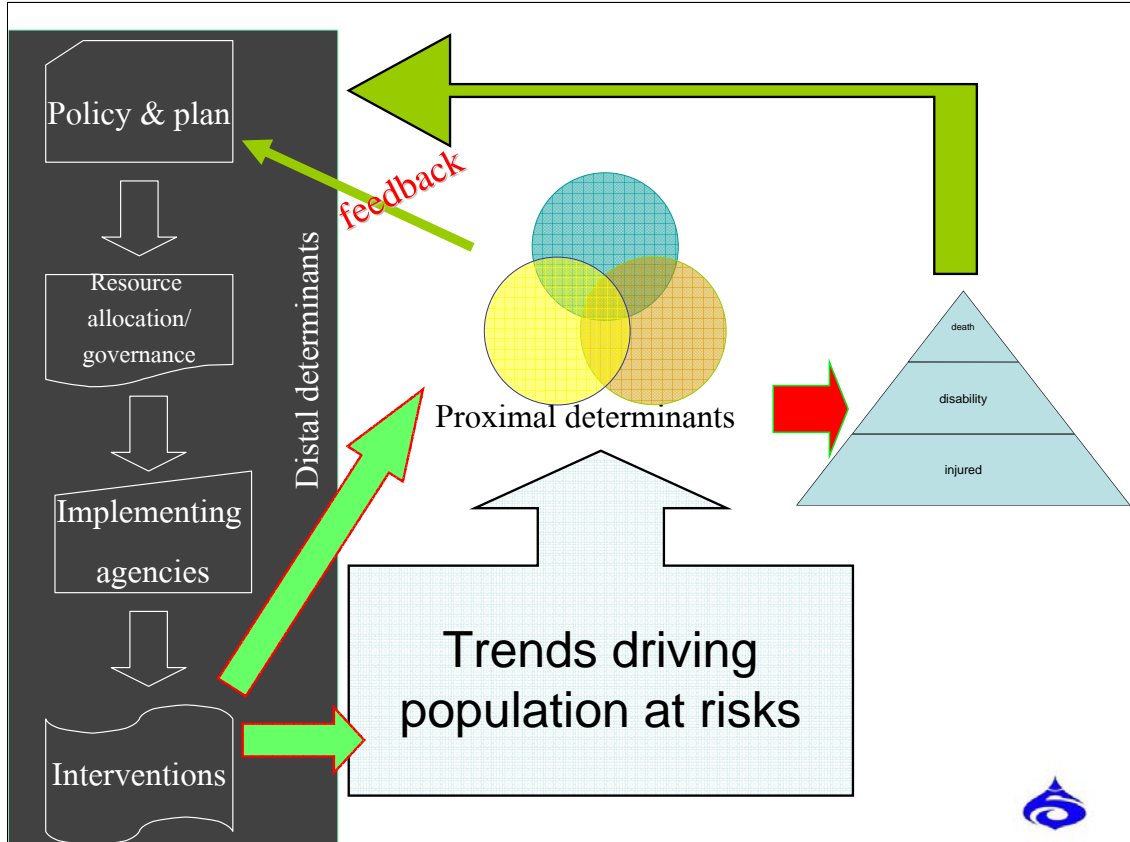 Policy & plan
feedback
Resource
allocation/
governance
Distal determinants
Implementing
agencies
Interventions
Proximal determinants
death
disability
injured
Trends driving
population at risks